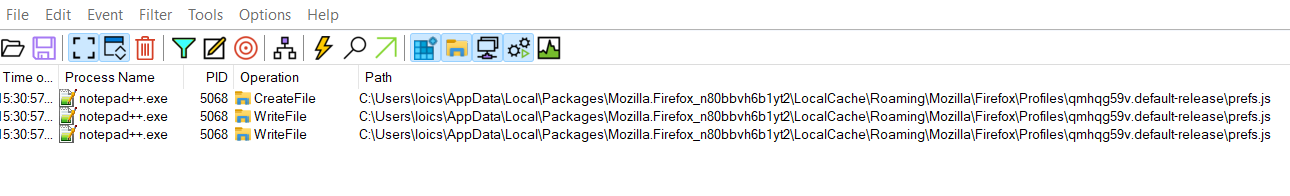 File Edit Event Filter Tools Options Help
Time o... Process Name PID Operation Path
15:30:57... notepad++.exe 5068 CreateFile C:\Users\loics\AppData\Local\Packages\Mozilla.Firefox_n80bbvh6b1yt2\LocalCache\Roaming\Mozilla\Firefox\Profiles\qmhqg59v.default-release\prefs.js
15:30:57... notepad++.exe 5068 WriteFile C:\Users\loics\AppData\Local\Packages\Mozilla.Firefox_n80bbvh6b1yt2\LocalCache\Roaming\Mozilla\Firefox\Profiles\qmhqg59v.default-release\prefs.js
15:30:57... notepad++.exe 5068 WriteFile C:\Users\loics\AppData\Local\Packages\Mozilla.Firefox_n80bbvh6b1yt2\LocalCache\Roaming\Mozilla\Firefox\Profiles\qmhqg59v.default-release\prefs.js